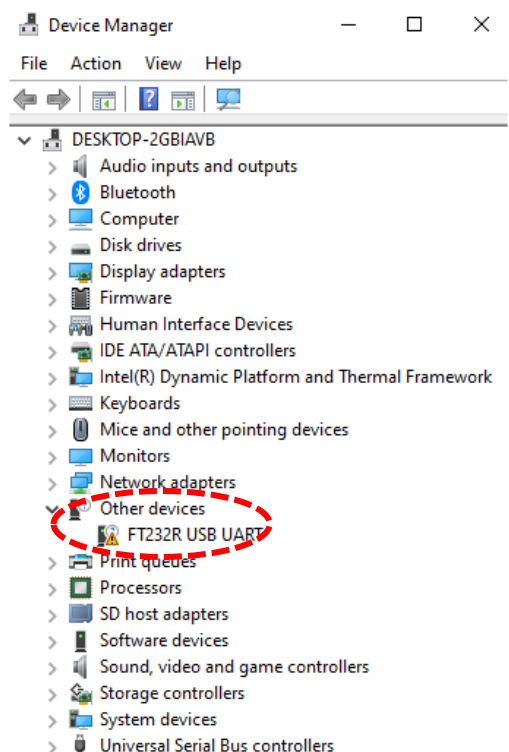 Device Manager
File Action View Help
DESKTOP-2GBIAVB
Audio inputs and outputs
Bluetooth
Computer
Disk drives
Display adapters
Firmware
Human Interface Devices
IDE ATA/ATAPI controllers
Intel(R) Dynamic Platform and Thermal Framework
Keyboards
Mice and other pointing devices
Monitors
Network adapters
Other devices
FT232R USB UART
Print queues
Processors
SD host adapters
Software devices
Sound, video and game controllers
Storage controllers
System devices
Universal Serial Bus controllers